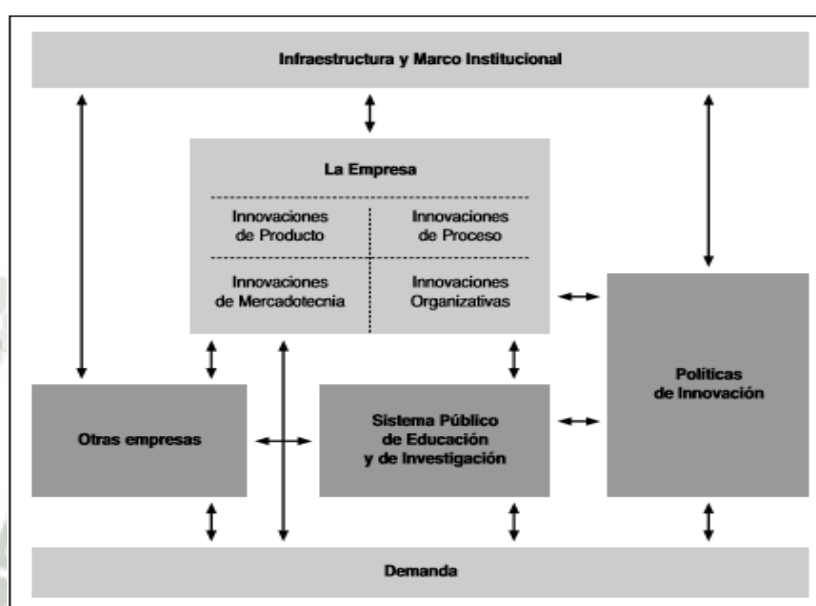 Infraestructura y Marco Institucional
La Empresa
Innovaciones
de Producto
Innovaciones
de Proceso
Innovaciones
de Mercadotecnia
Innovaciones
Organizativas
Otras empresas
Sistema Público
de Educación
y de Investigación
Políticas
de Innovación
Demanda